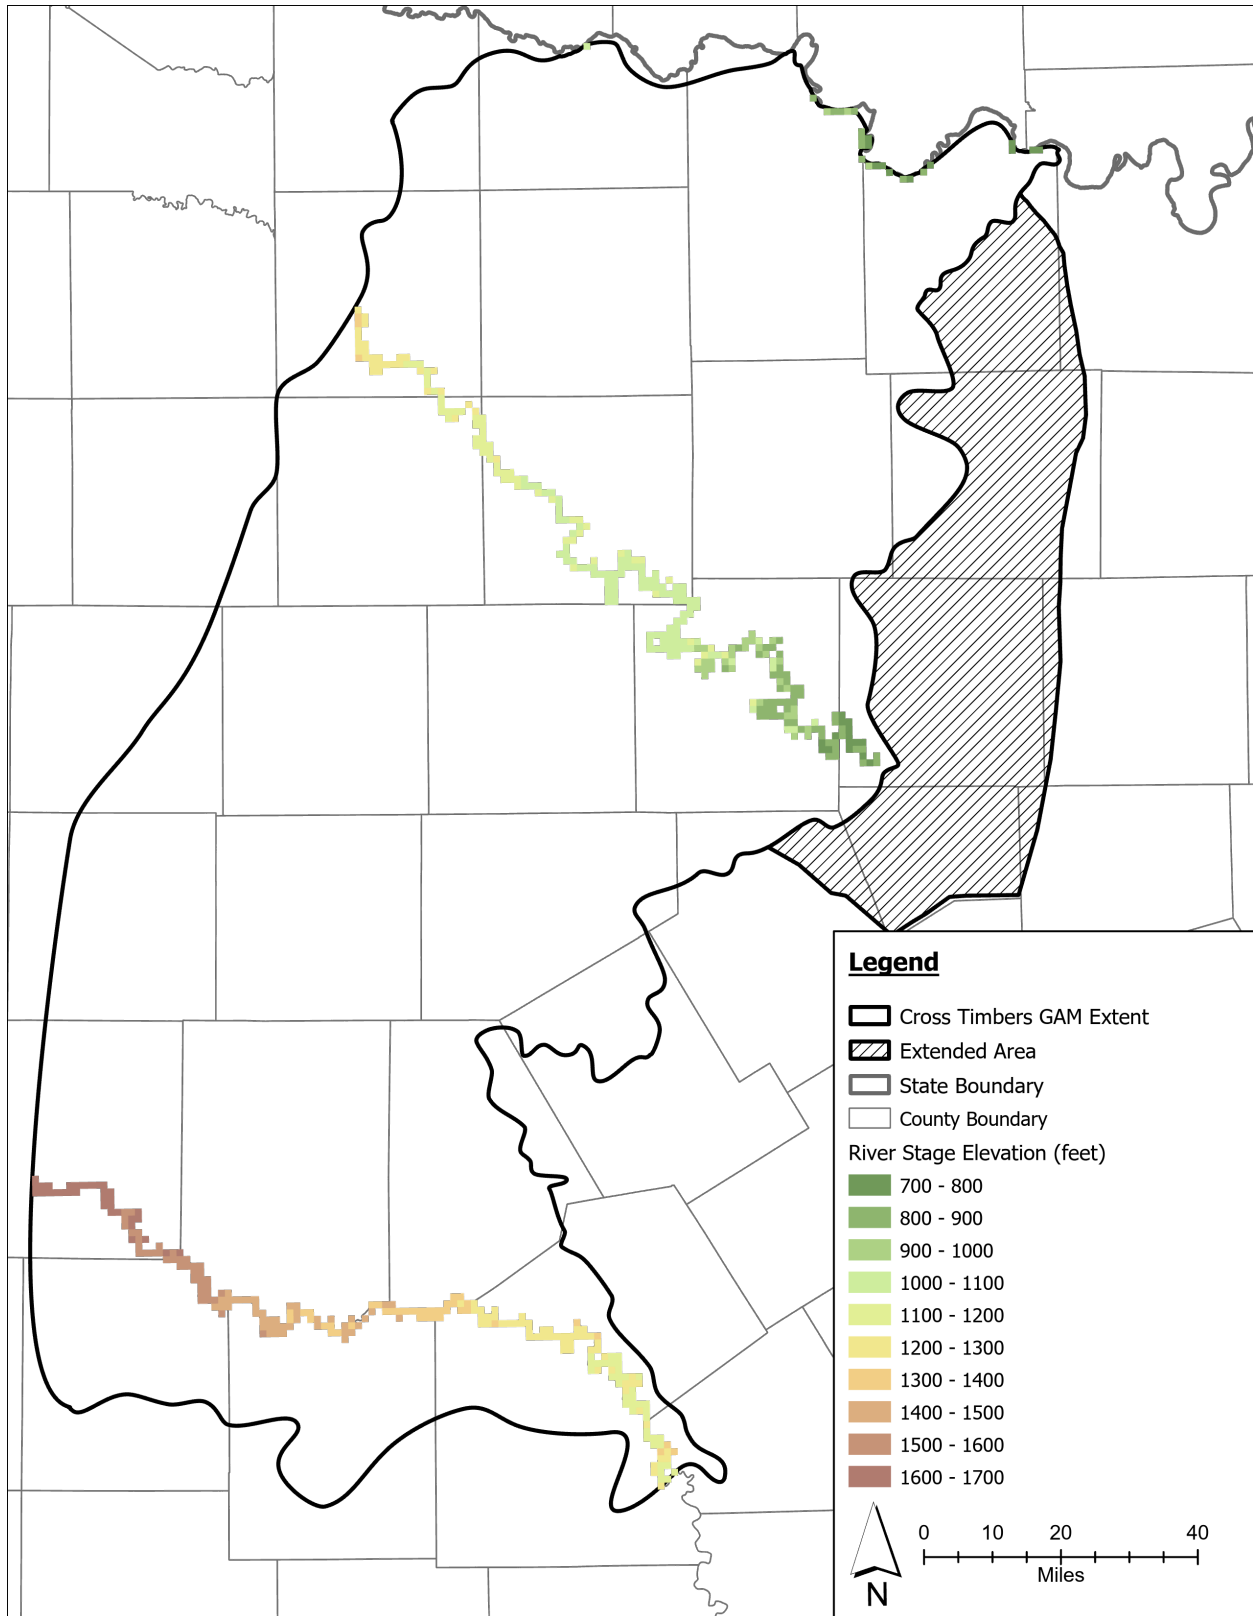 Legend
Cross Timbers GAM Extent
Extended Area
State Boundary
County Boundary
River Stage Elevation (feet)
700 - 800
800 - 900
900 - 1000
1000 - 1100
1100 - 1200
1200 - 1300
1300 - 1400
1400 - 1500
1500 - 1600
1600 - 1700
N
0 10 20 40
Miles